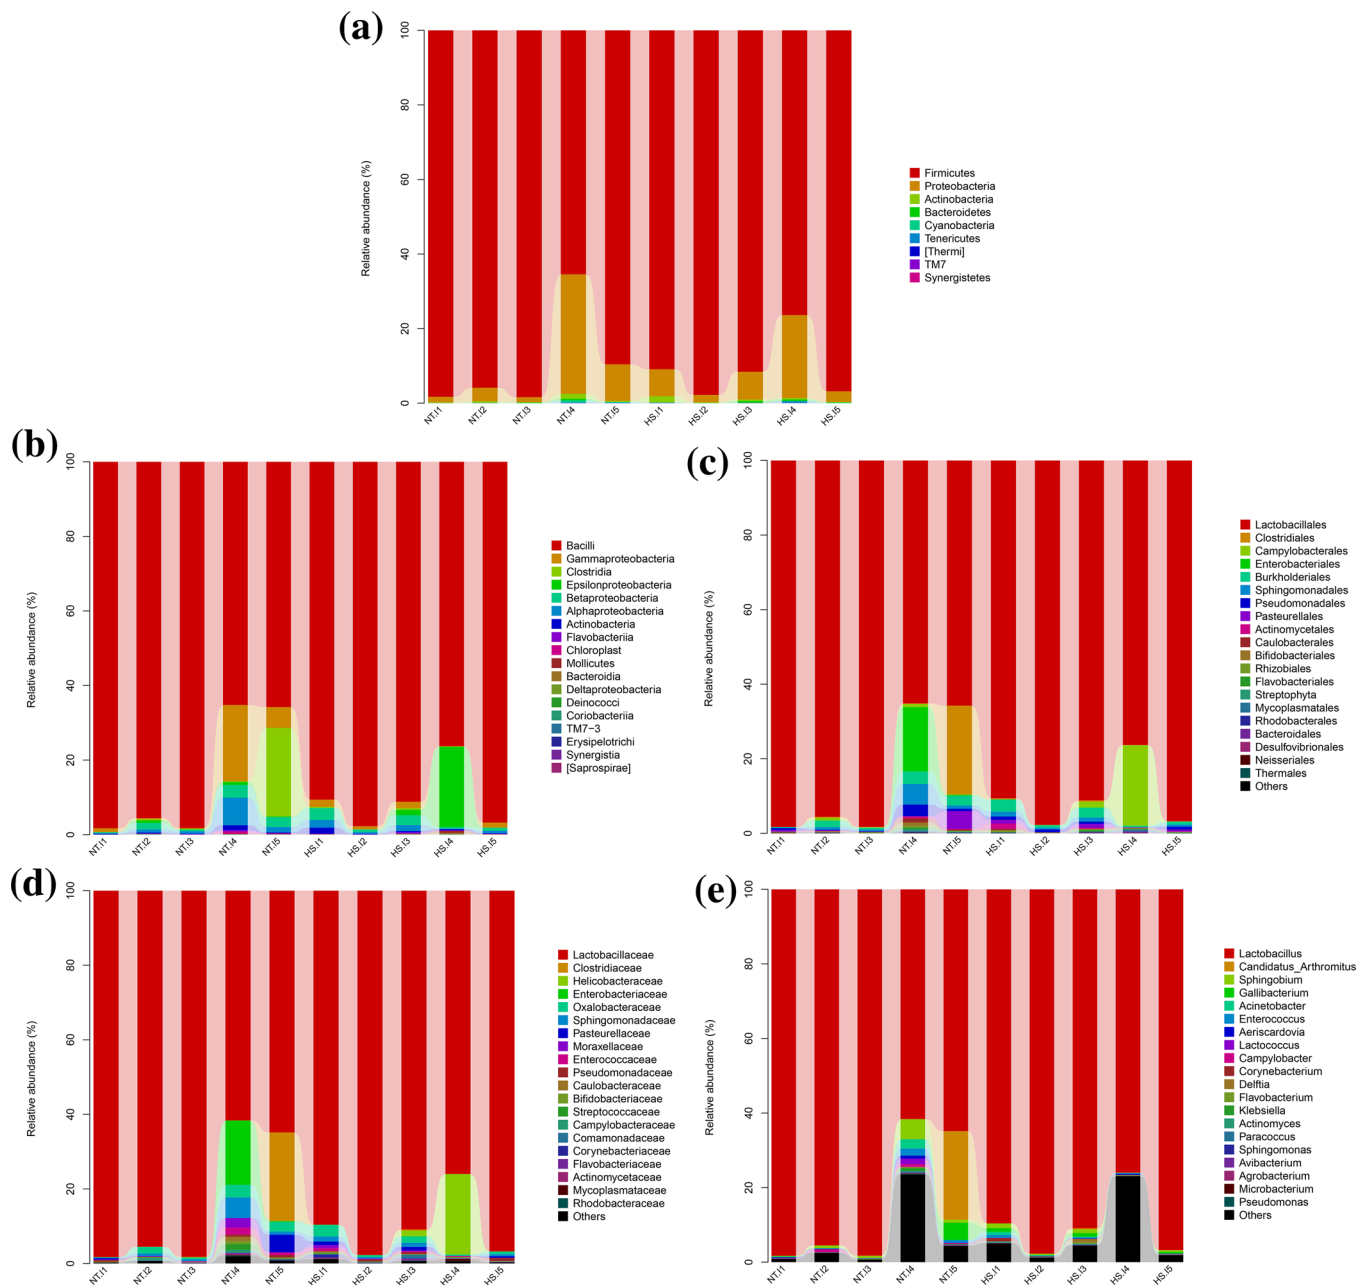 (a)
Relative abundance (%)
100
80
60
40
20
0
NT.I1
NT.I2
NT.I3
NT.I4
NT.I5
HS.I1
HS.I2
HS.I3
HS.I4
HS.I5
Firmicutes
Proteobacteria
Actinobacteria
Bacteroidetes
Cyanobacteria
Tenericutes
[Thermi]
TM7
Synergistetes
(b)
Relative abundance (%)
100
80
60
40
20
0
NT.I1
NT.I2
NT.I3
NT.I4
NT.I5
HS.I1
HS.I2
HS.I3
HS.I4
HS.I5
Bacilli
Gammaproteobacteria
Clostridia
Epsilonproteobacteria
Betaproteobacteria
Alphaproteobacteria
Actinobacteria
Flavobacteriia
Chloroplast
Mollicutes
Bacteroidia
Deltaproteobacteria
Deinococci
Coriobacteriia
TM7−3
Erysipelotrichi
Synergistia
[Saprospirae]
(c)
Relative abundance (%)
100
80
60
40
20
0
NT.I1
NT.I2
NT.I3
NT.I4
NT.I5
HS.I1
HS.I2
HS.I3
HS.I4
HS.I5
Lactobacillales
Clostridiales
Campylobacterales
Enterobacteriales
Burkholderiales
Sphingomonadales
Pseudomonadales
Pasteurellales
Actinomycetales
Caulobacterales
Bifidobacteriales
Rhizobiales
Flavobacteriales
Streptophyta
Mycoplasmatales
Rhodobacterales
Bacteroidales
Desulfovibrionales
Neisseriales
Thermales
Others
(d)
Relative abundance (%)
100
80
60
40
20
0
NT.I1
NT.I2
NT.I3
NT.I4
NT.I5
HS.I1
HS.I2
HS.I3
HS.I4
HS.I5
Lactobacillaceae
Clostridiaceae
Helicobacteraceae
Enterobacteriaceae
Oxalobacteraceae
Sphingomonadaceae
Pasteurellaceae
Moraxellaceae
Enterococcaceae
Pseudomonadaceae
Caulobacteraceae
Bifidobacteriaceae
Streptococcaceae
Campylobacteraceae
Comamonadaceae
Corynebacteriaceae
Flavobacteriaceae
Actinomycetaceae
Mycoplasmataceae
Rhodobacteraceae
Others
(e)
Relative abundance (%)
100
80
60
40
20
0
NT.I1
NT.I2
NT.I3
NT.I4
NT.I5
HS.I1
HS.I2
HS.I3
HS.I4
HS.I5
Lactobacillus
Candidatus_Arthromitus
Sphingobium
Gallibacterium
Acinetobacter
Enterococcus
Aeriscardovia
Lactococcus
Campylobacter
Corynebacterium
Delftia
Flavobacterium
Klebsiella
Actinomyces
Paracoccus
Sphingomonas
Avibacterium
Agrobacterium
Microbacterium
Pseudomonas
Others